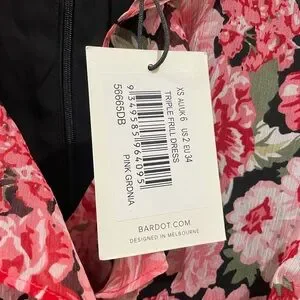 XS AU/UK 6 US 2 EU 34
TRIPLE FRILL DRESS
9349585964095
56665DB
PINK GRDNIA
BARDOT.COM
DESIGNED IN MELBOURNE